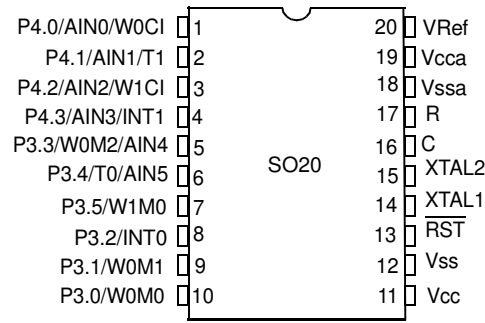 P4.0/AIN0/W0CI 1 20 VRef
P4.1/AIN1/T1 2 19 Vcca
P4.2/AIN2/W1CI 3 18 Vssa
P4.3/AIN3/INT1 4 17 R
P3.3/W0M2/AIN4 5 16 C
SO20
P3.4/T0/AIN5 6 15 XTAL2
P3.5/W1M0 7 14 XTAL1
P3.2/INT0 8 13 RST
P3.1/W0M1 9 12 Vss
P3.0/W0M0 10 11 Vcc